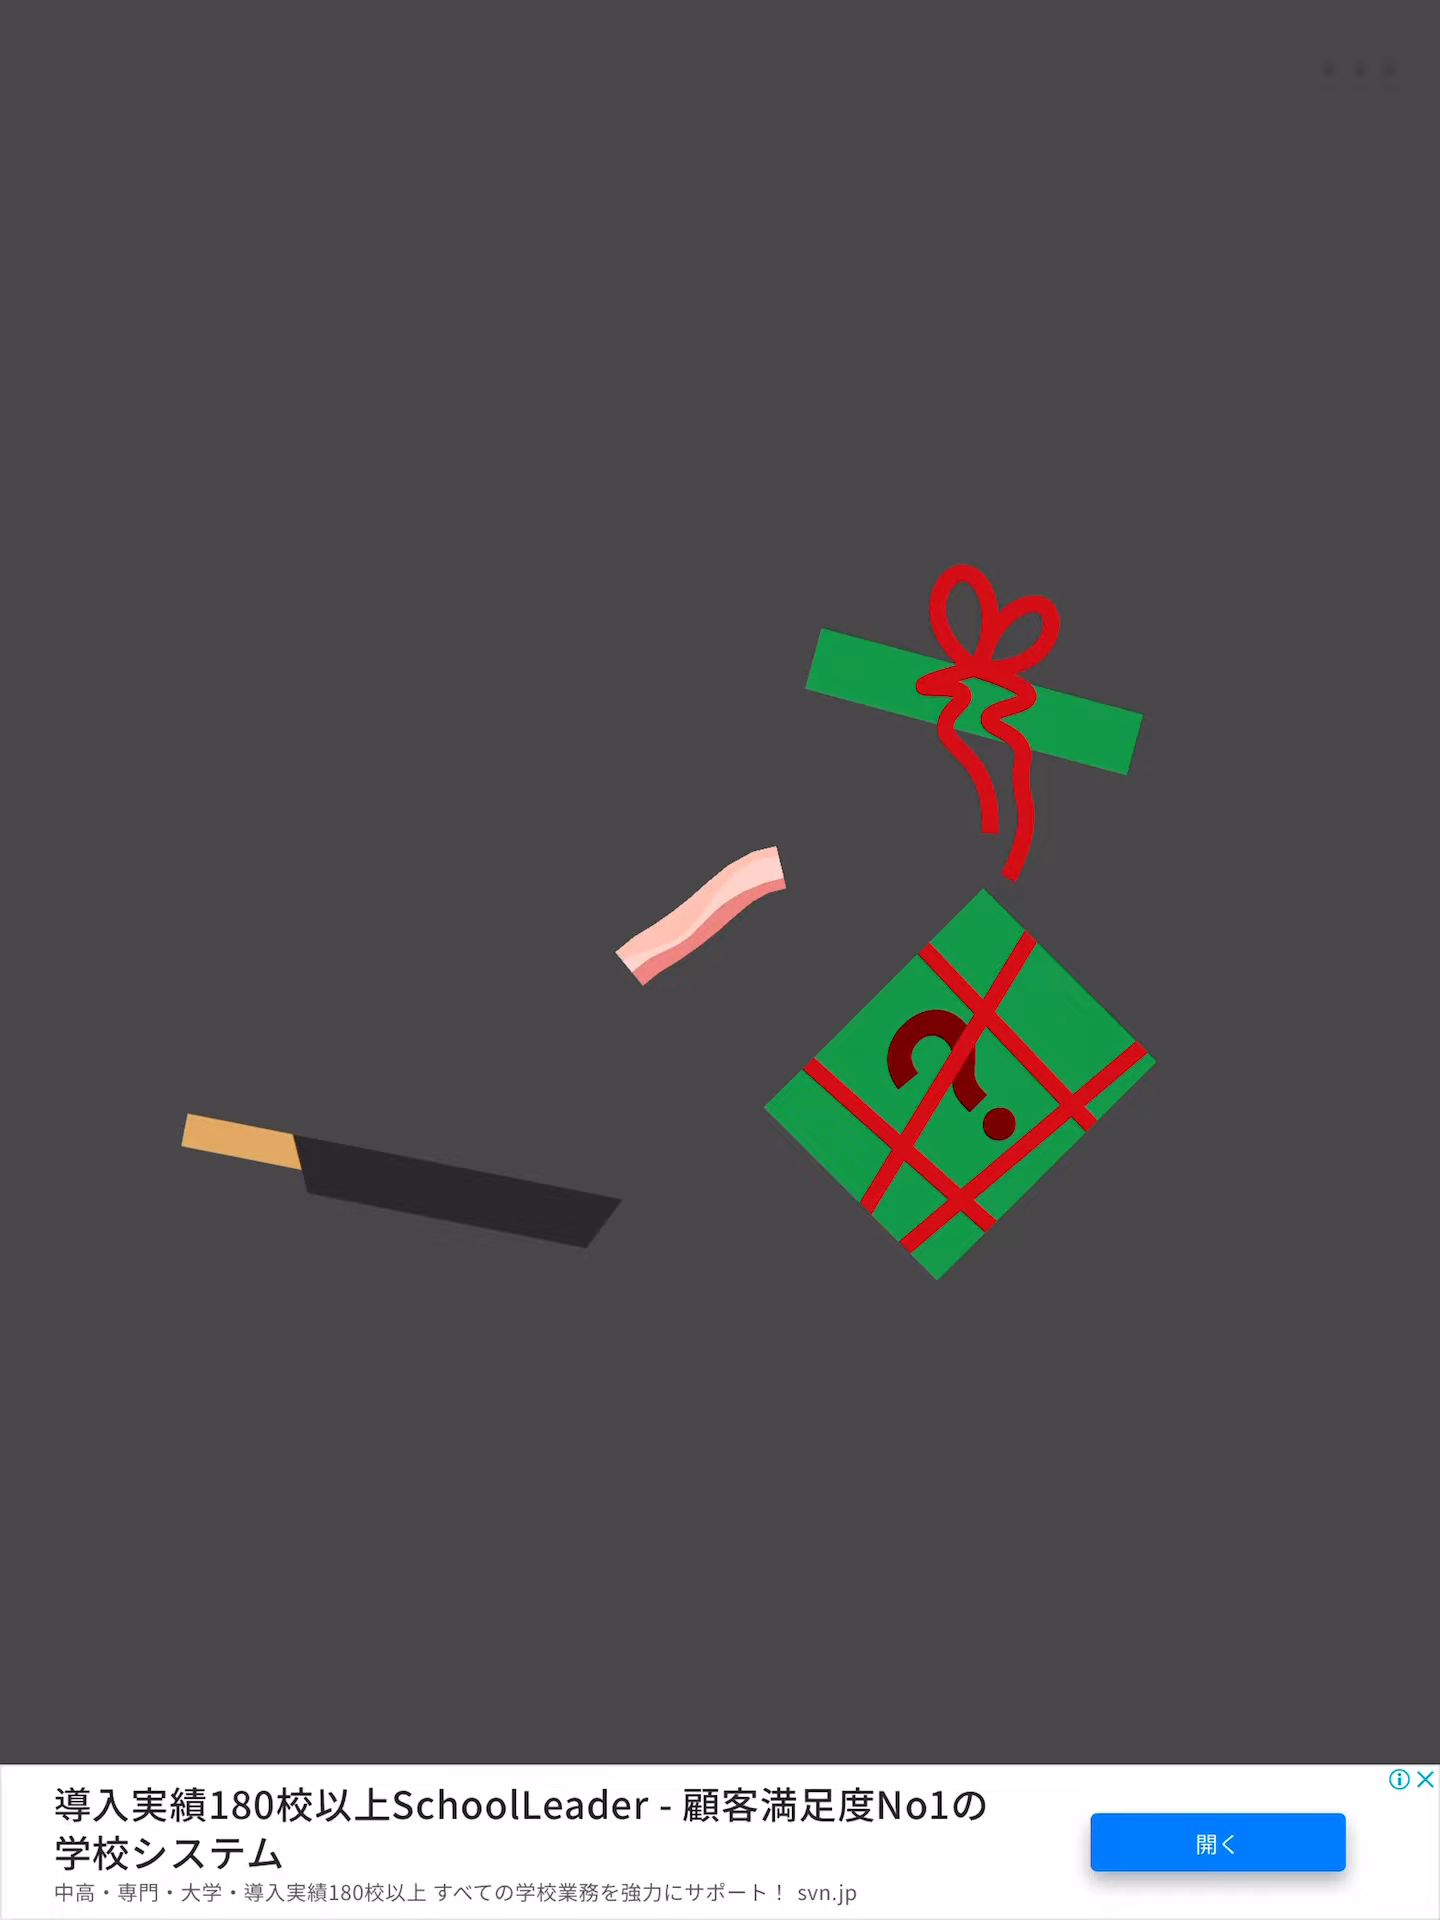 ?
導入実績180校以上SchoolLeader - 顧客満足度No1の
学校システム
中高・専門・大学・導入実績180校以上 すべての学校業務を強力にサポート！ svn.jp
開く